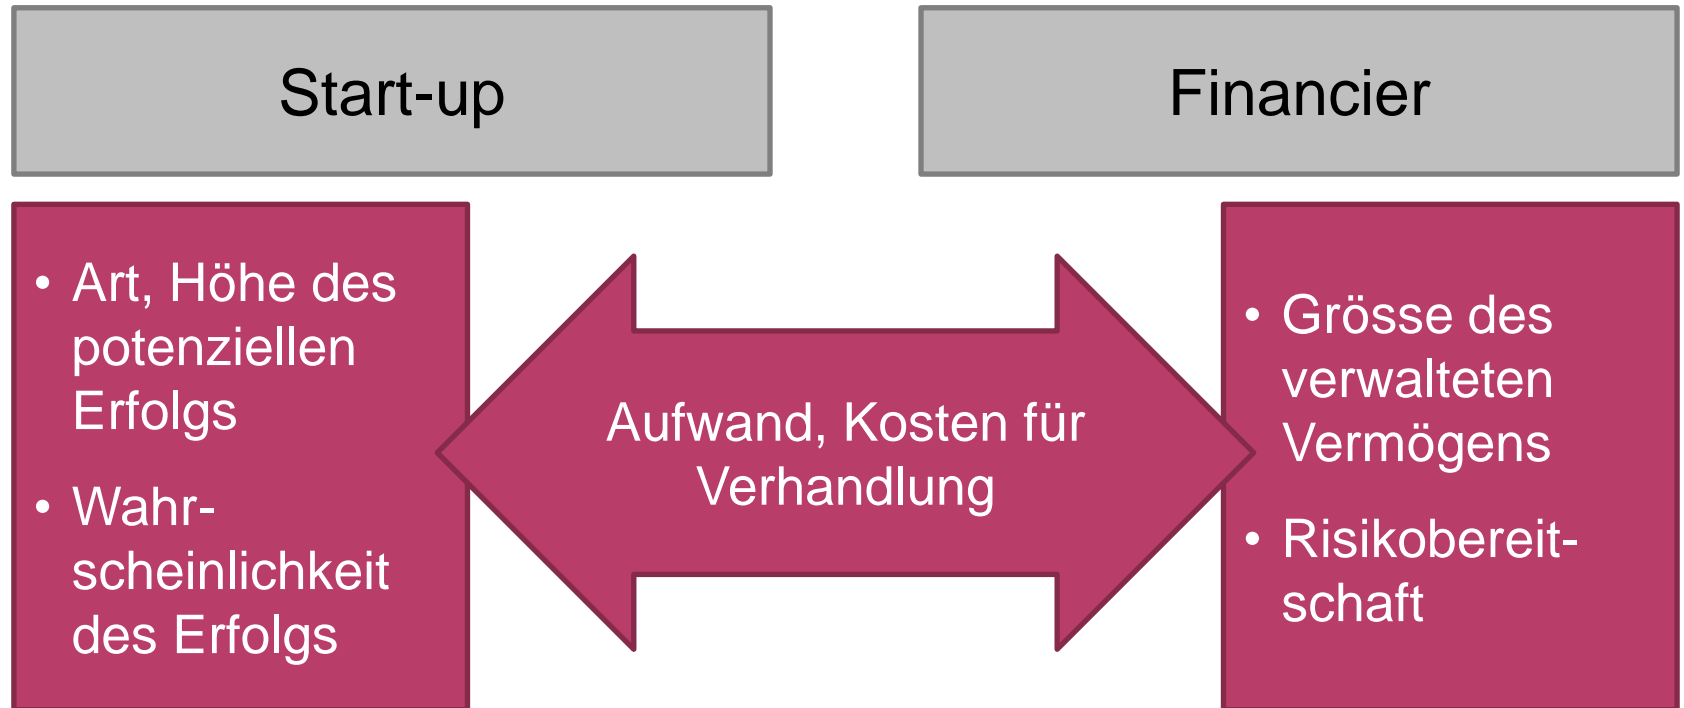 Start-up
Financier
• Art, Höhe des
potenziellen
Erfolgs
• Wahr-
scheinlichkeit
des Erfolgs
Aufwand, Kosten für
Verhandlung
• Grösse des
verwalteten
Vermögens
• Risikobereit-
schaft